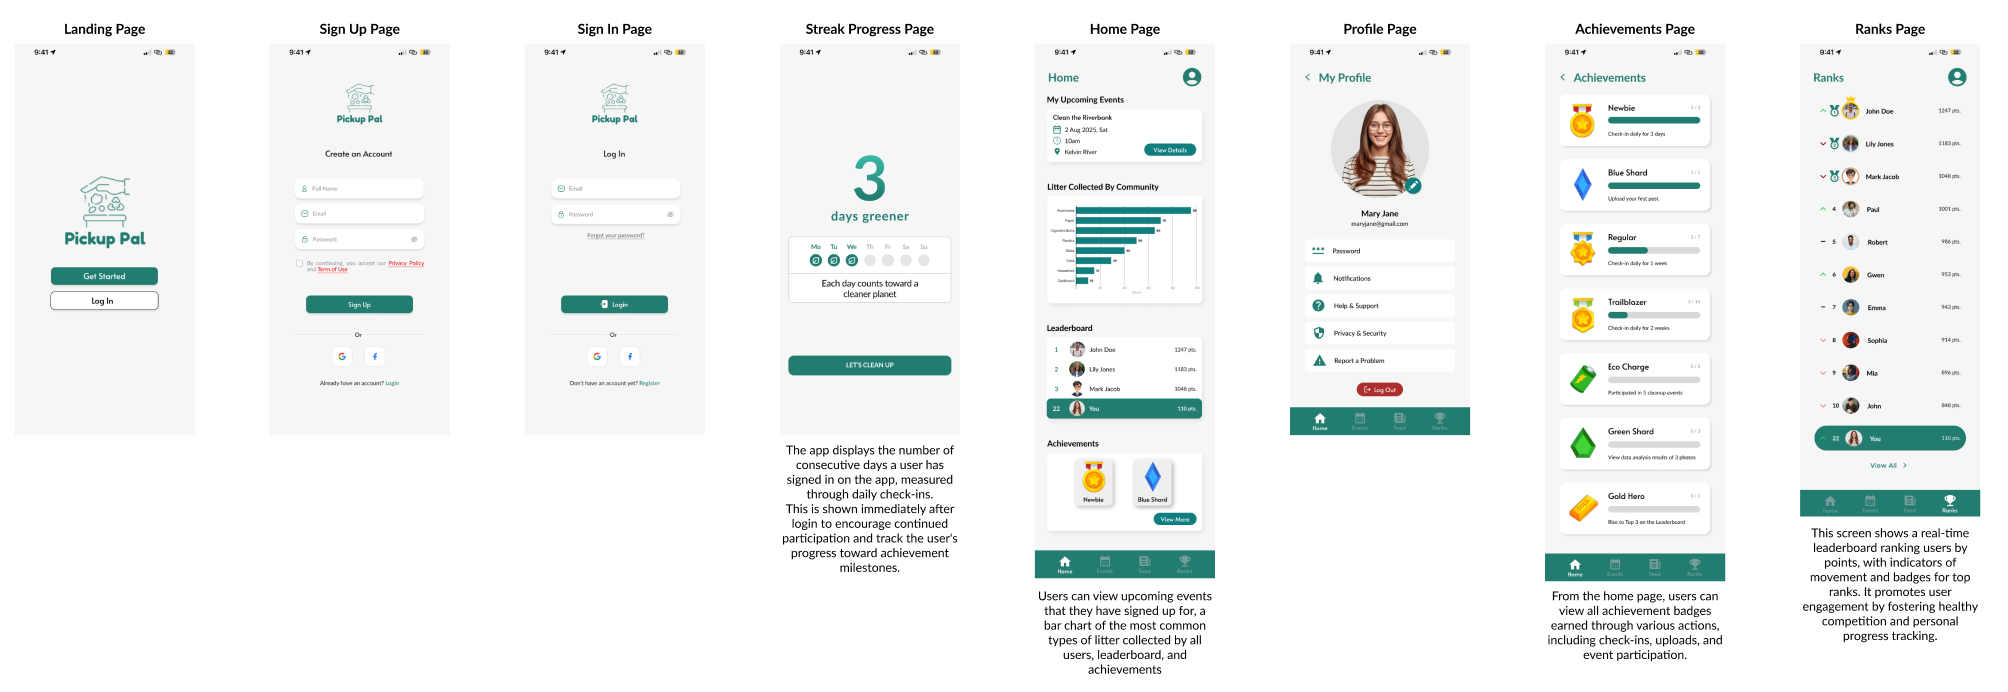 Landing Page
9:41
Pickup Pal
Get Started
Log In
Sign Up Page
9:41
Pickup Pal
Create an Account
Full Name
Email
Password
By continuing, you accept our Privacy Policy
and Term of Use
Sign Up
Or
Already have an account? Login
Sign In Page
9:41
Pickup Pal
Log In
Email
Password
Forgot your password?
Login
Or
Don't have an account yet? Register
Streak Progress Page
9:41
3
days greener
Mo Tu We Th Fr Sa Su
Each day counts toward a
cleaner planet
LET'S CLEAN UP
The app displays the number of
consecutive days a user has
signed in on the app, measured
through daily check-ins.
This is shown immediately after
login to encourage continued
participation and track the user's
progress toward achievement
milestones.
Home Page
9:41
Home
My Upcoming Events
Clean the Riverbank
2 Aug 2025, Sat
10am
Kelvin River
View Details
Litter Collected By Community
Paper
Cigarette Butts
Plastics
Glass
Cans
Household
Cardboard
Leaderboard
1 John Doe 1247 pts.
2 Lily Jones 1183 pts.
3 Mark Jacob 1048 pts.
22 You 110 pts.
Achievements
Newbie
Blue Shard
View More
Home Events Feed Ranks
Users can view upcoming events
that they have signed up for, a
bar chart of the most common
types of litter collected by all
users, leaderboard, and
achievements
Profile Page
9:41
My Profile
Mary Jane
maryjane@gmail.com
Password
Notifications
Help & Support
Privacy & Security
Report a Problem
Log Out
Home Events Feed Ranks
Achievements Page
9:41
Achievements
Newbie 3 / 3
Check-in daily for 3 days
Blue Shard 1 / 1
Upload your first post
Regular 3 / 7
Check-in daily for 1 week
Trailblazer 3 / 14
Check-in daily for 2 weeks
Eco Charge 0 / 5
Participated in 5 cleanup events
Green Shard 0 / 3
View data analysis results of 3 photos
Gold Hero 0 / 1
Rise to Top 3 on the Leaderboard
Home Events Feed Ranks
From the home page, users can
view all achievement badges
earned through various actions,
including check-ins, uploads, and
event participation.
Ranks Page
9:41
Ranks
John Doe 1247 pts.
Lily Jones 1183 pts.
Mark Jacob 1048 pts.
4 Paul 1001 pts.
5 Robert 986 pts.
6 Gwen 953 pts.
7 Emma 943 pts.
8 Sophia 914 pts.
9 Mia 896 pts.
10 John 848 pts.
22 You 110 pts.
View All
Home Events Feed Ranks
This screen shows a real-time
leaderboard ranking users by
points, with indicators of
movement and badges for top
ranks. It promotes user
engagement by fostering healthy
competition and personal
progress tracking.